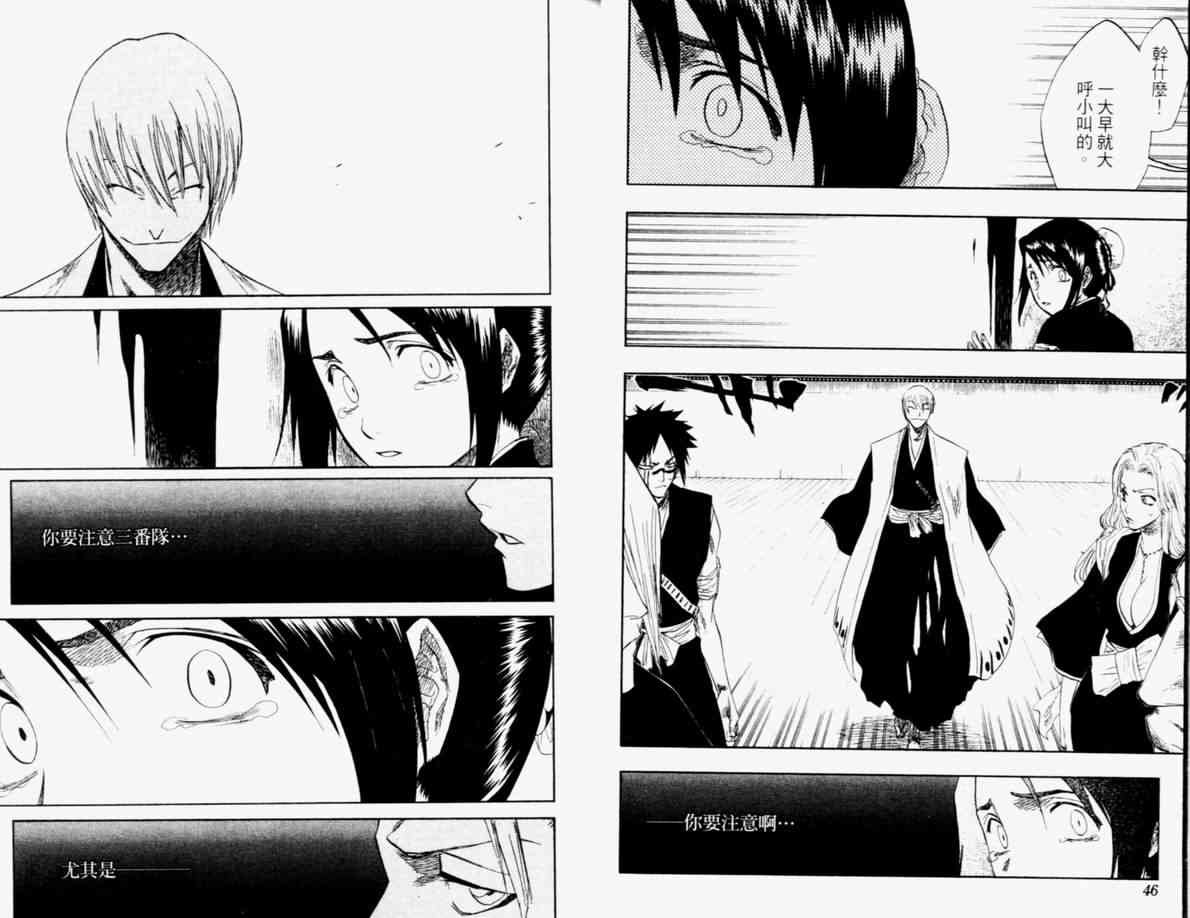 幹什麼！
一大早就大
呼小叫的。
——你要注意啊…
46
你要注意三番隊…
尤其是———